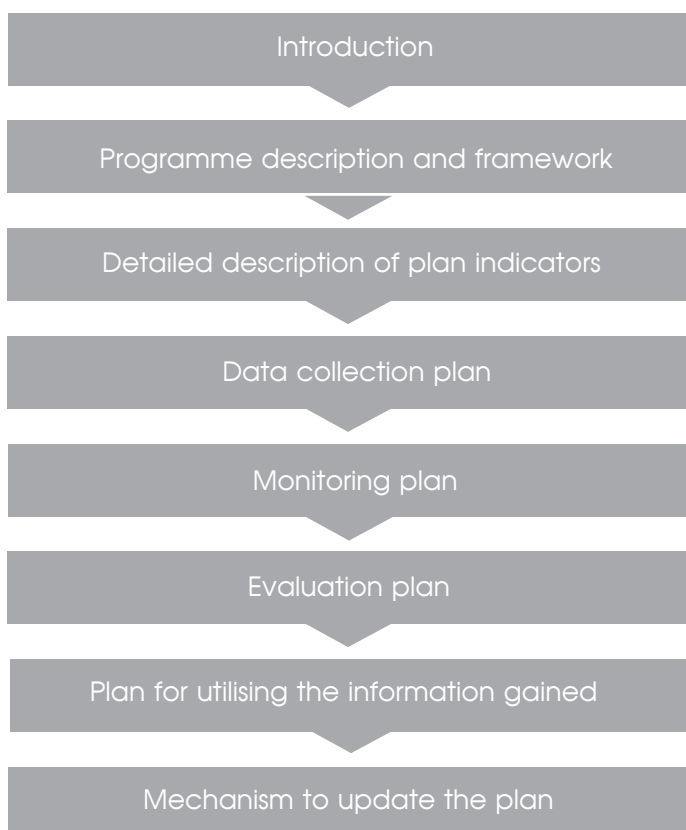 Introduction
Programme description and framework
Detailed description of plan indicators
Data collection plan
Monitoring plan
Evaluation plan
Plan for utilising the information gained
Mechanism to update the plan